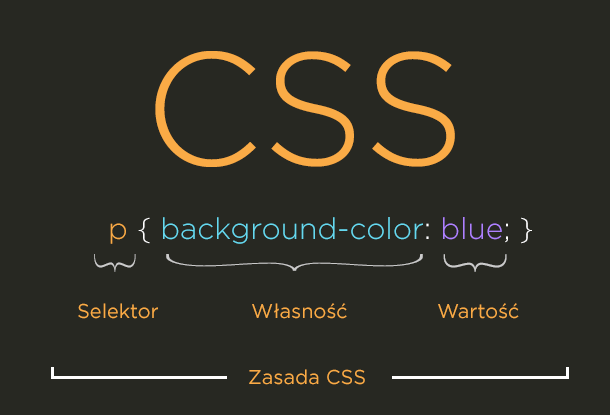 CSS
p { background-color: blue; }
Selektor Własność Wartość
Zasada CSS